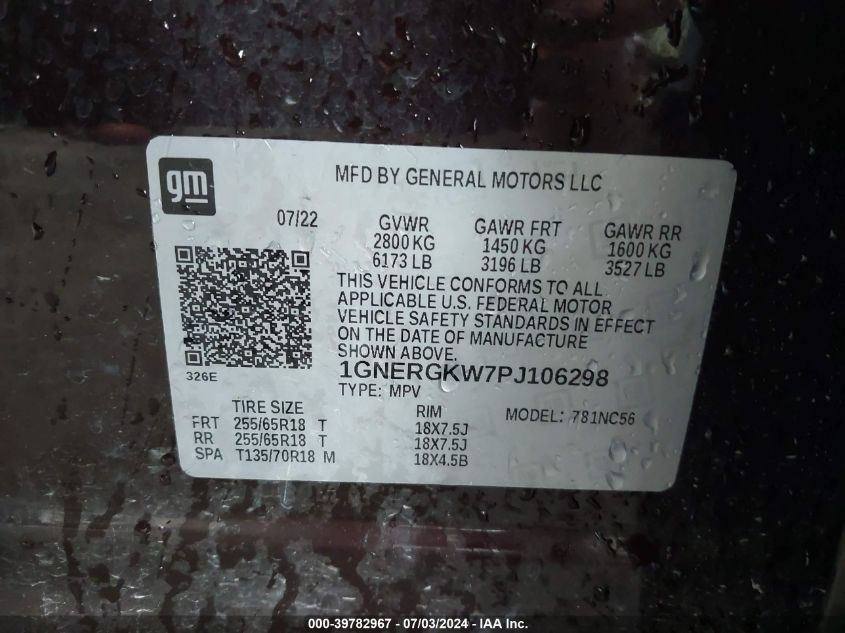 gm
MFD BY GENERAL MOTORS LLC
07/22 GVWR GAWR FRT GAWR RR
2800 KG 1450 KG 1600 KG
6173 LB 3196 LB 3527 LB
THIS VEHICLE CONFORMS TO ALL
APPLICABLE U.S. FEDERAL MOTOR
VEHICLE SAFETY STANDARDS IN EFFECT
ON THE DATE OF MANUFACTURE
SHOWN ABOVE.
326E
1GNERGKW7PJ106298
TYPE: MPV
TIRE SIZE RIM MODEL: 781NC56
FRT 255/65R18 T 18X7.5J
RR 255/65R18 T 18X7.5J
SPA T135/70R18 M 18X4.5B
000-39782967 - 07/03/2024 - IAA Inc.